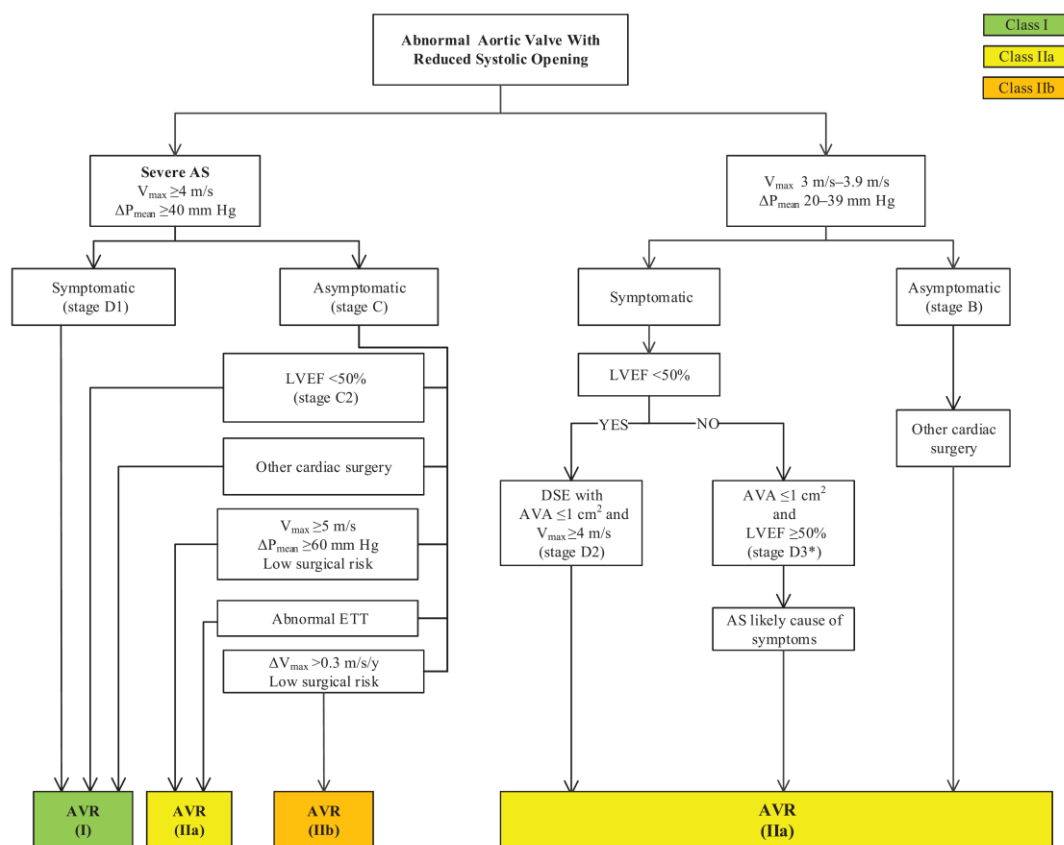 Abnormal Aortic Valve With
Reduced Systolic Opening
Class I
Class IIa
Class IIb
Severe AS
Vmax ≥4 m/s
ΔPmean ≥40 mm Hg
Vmax 3 m/s–3.9 m/s
ΔPmean 20–39 mm Hg
Symptomatic
(stage D1)
Asymptomatic
(stage C)
Symptomatic
Asymptomatic
(stage B)
LVEF <50%
(stage C2)
LVEF <50%
YES
NO
Other cardiac surgery
Other cardiac
surgery
Vmax ≥5 m/s
ΔPmean ≥60 mm Hg
Low surgical risk
DSE with
AVA ≤1 cm² and
Vmax ≥4 m/s
(stage D2)
AVA ≤1 cm²
and
LVEF ≥50%
(stage D3*)
Abnormal ETT
AS likely cause of
symptoms
ΔVmax >0.3 m/s/y
Low surgical risk
AVR
(I)
AVR
(IIa)
AVR
(IIb)
AVR
(IIa)